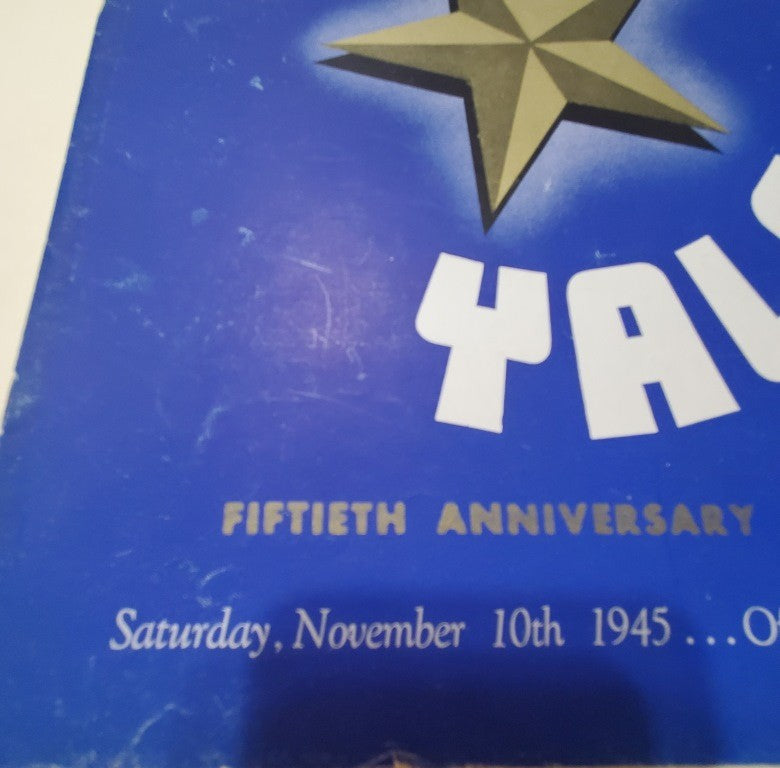 YAL
FIFTIETH ANNIVERSARY
Saturday, November 10th 1945 ...